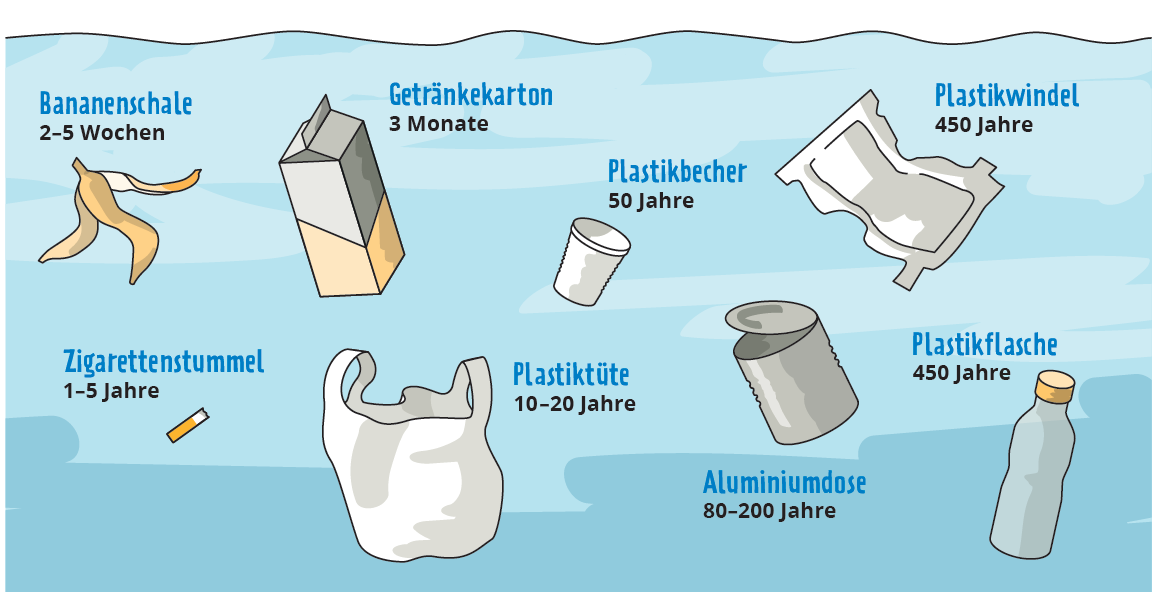 Bananenschale
2–5 Wochen
Getränkekarton
3 Monate
Plastikbecher
50 Jahre
Plastikwindel
450 Jahre
Zigarettenstummel
1–5 Jahre
Plastiktüte
10–20 Jahre
Aluminiumdose
80–200 Jahre
Plastikflasche
450 Jahre